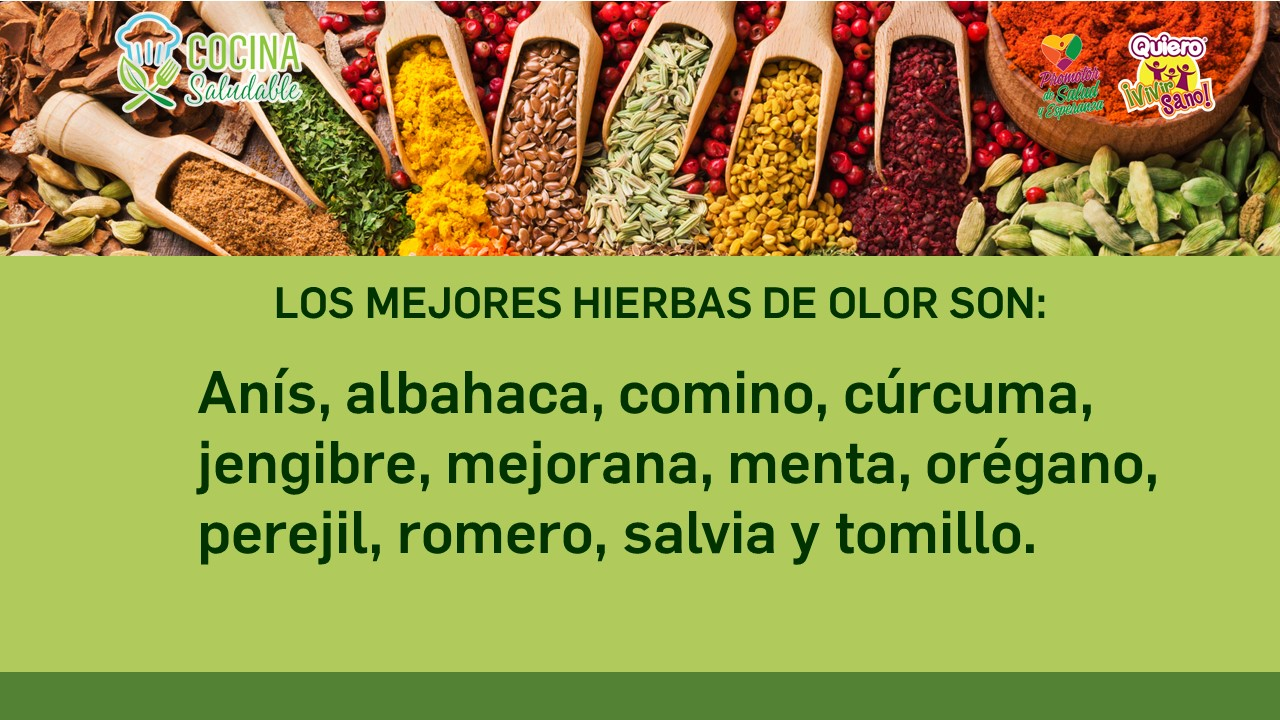 COCINA
Saludable
Promotor
de Salud
y Esperanza
Quiero
¡Vivir
Sano!
LOS MEJORES HIERBAS DE OLOR SON:
Anís, albahaca, comino, cúrcuma,
jengibre, mejorana, menta, orégano,
perejil, romero, salvia y tomillo.